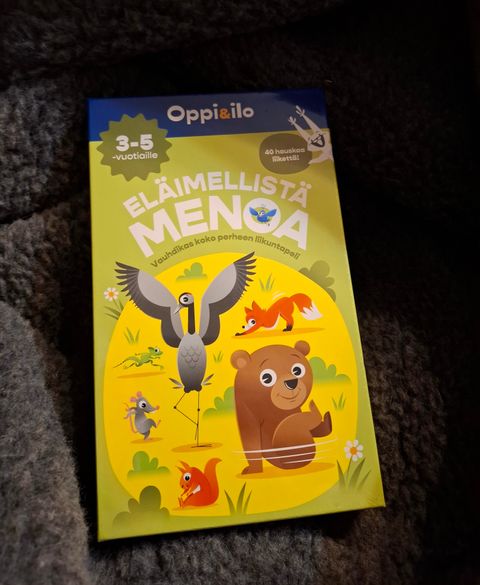 Oppi&ilo
3-5
-vuotiaille
40 hauskaa
liikettä!
ELÄIMELLISTÄ
MENOA
Vauhdikas koko perheen liikuntapeli